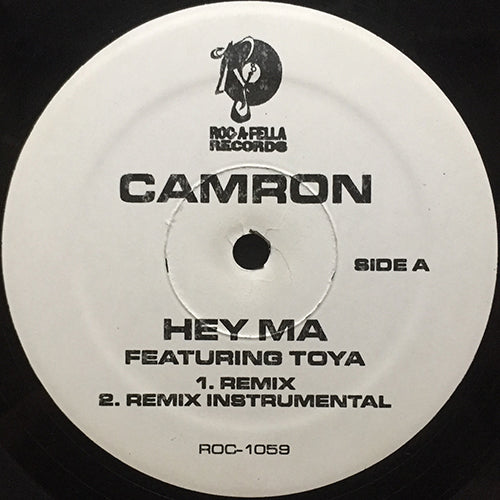 ROC-A-FELLA
RECORDS
CAMRON
SIDE A
HEY MA
FEATURING TOYA
1. REMIX
2. REMIX INSTRUMENTAL
ROC-1059